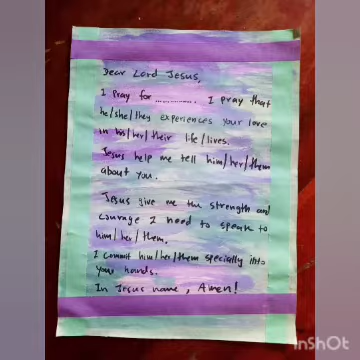 Dear Lord Jesus,
I pray for .............. I pray that
he/she/they experiences your love
in his/her/their life/lives.
Jesus help me tell him/her/them
about you.
Jesus give me the strength and
courage I need to speak to
him/her/them.
I commit him/her/them specially into
your hands.
In Jesus name, Amen!
InShOt